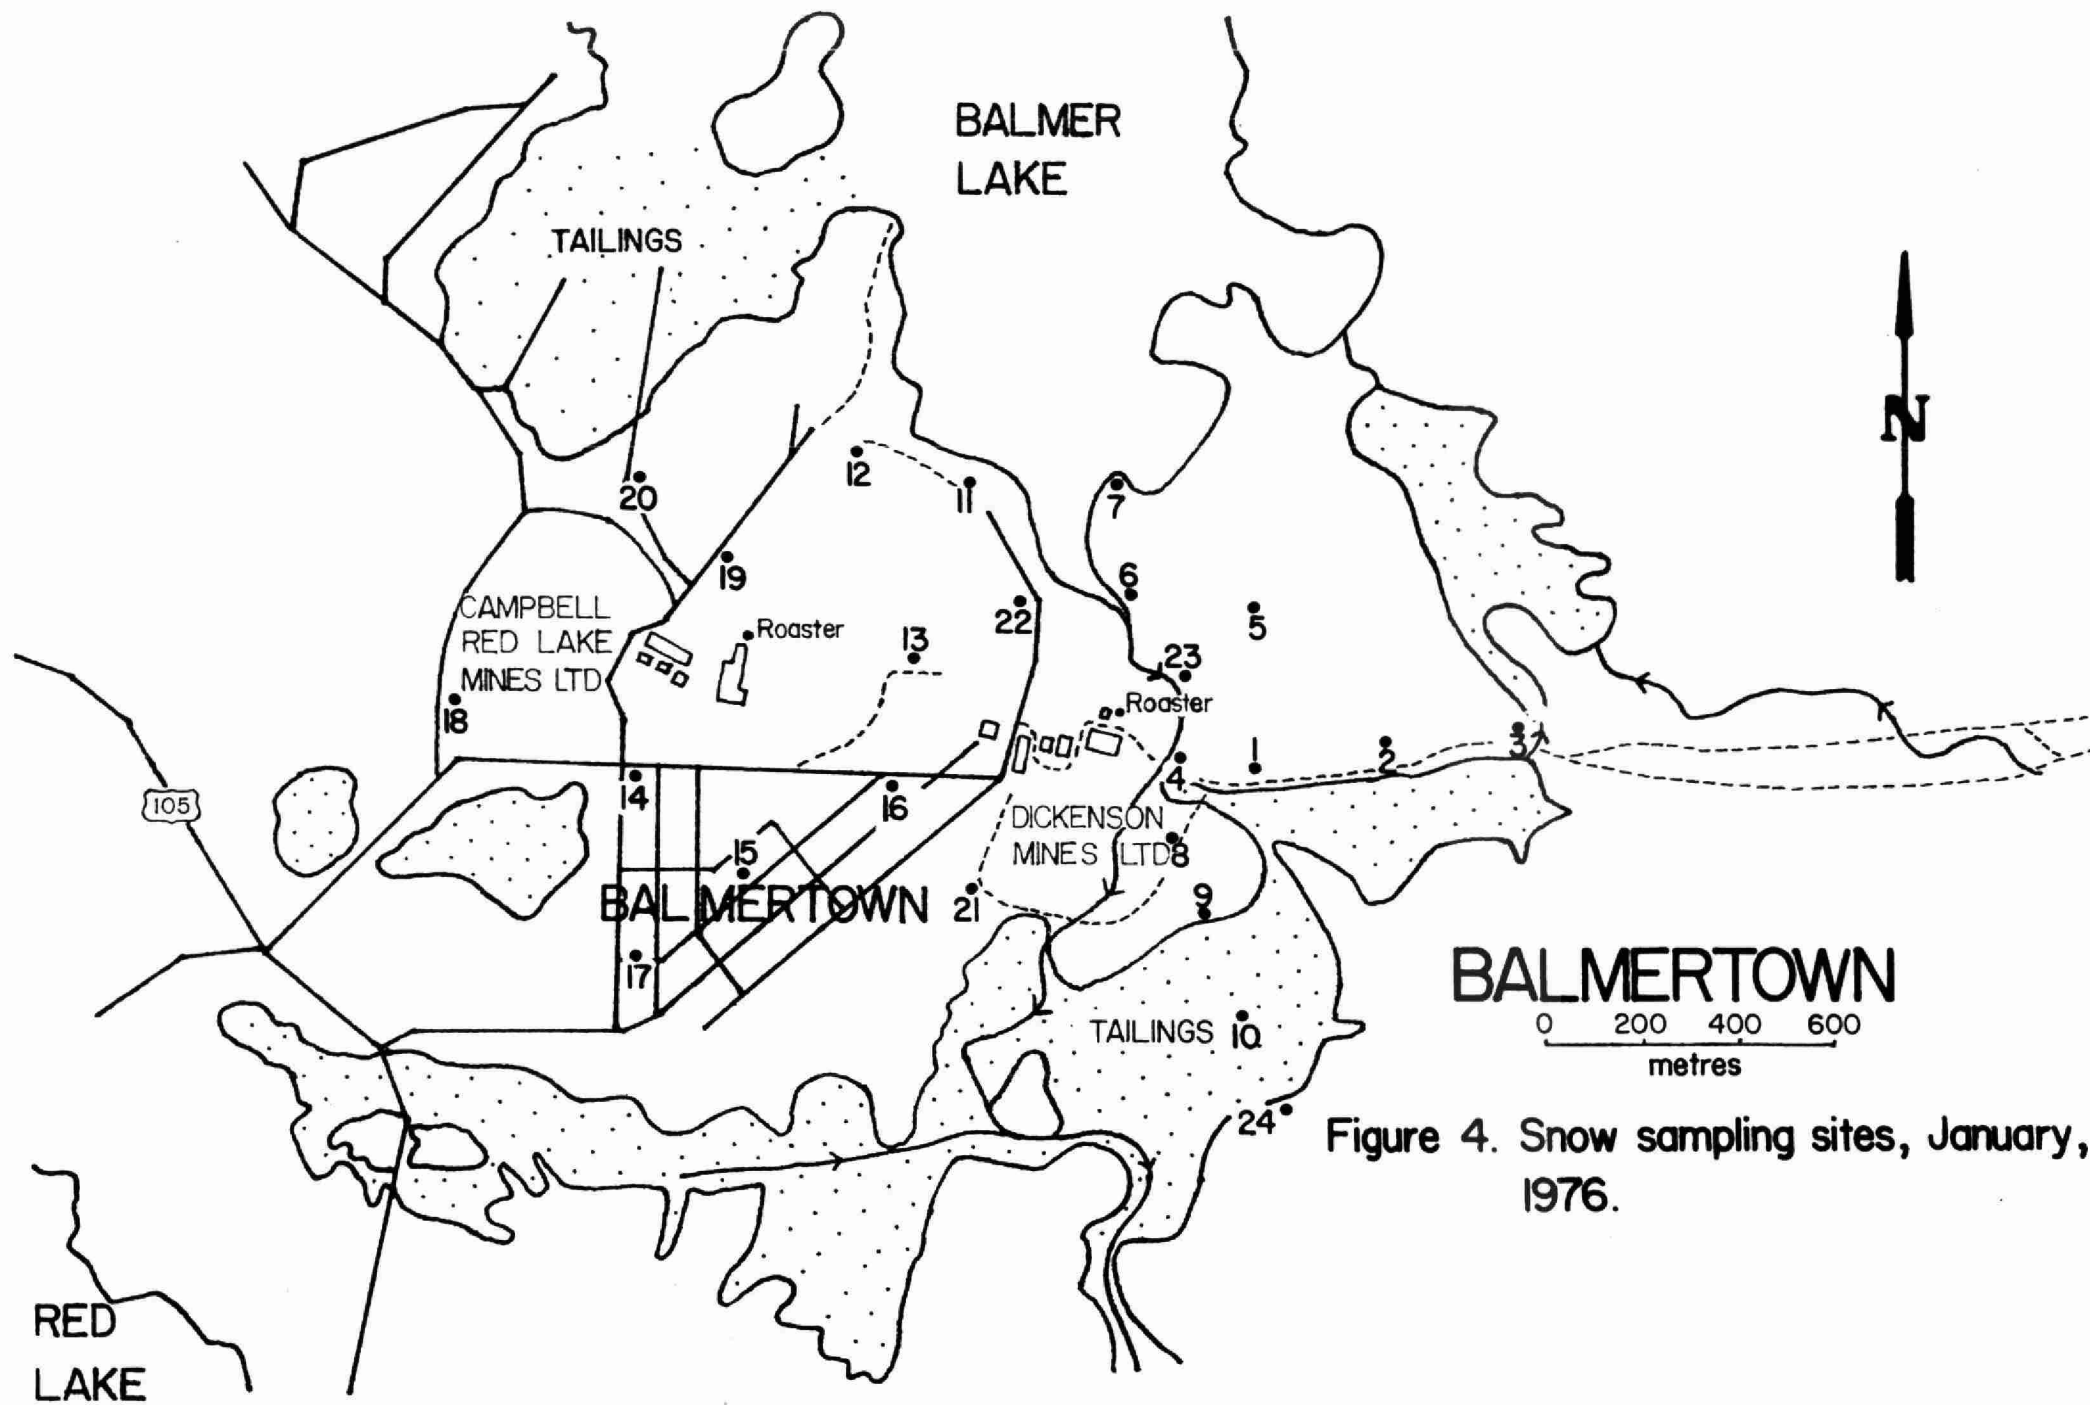 BALMER
LAKE
TAILINGS
N
12
11
7
20
19
6
5
22
CAMPBELL
RED LAKE
MINES LTD
Roaster
13
23
18
Roaster
105
14
16
4
1
2
3
DICKENSON
MINES LTD
8
15
BALMERTOWN
21
9
17
TAILINGS
10
24
BALMERTOWN
0 200 400 600
metres
Figure 4. Snow sampling sites, January,
1976.
RED
LAKE